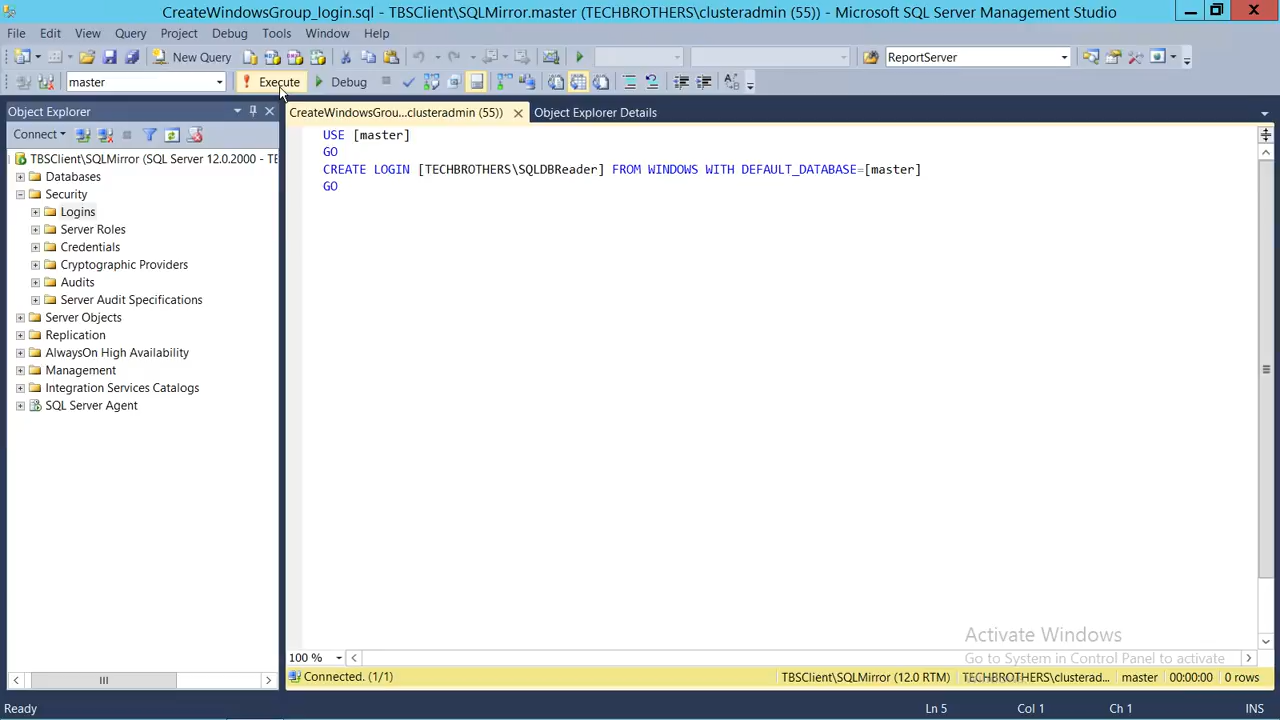 CreateWindowsGroup_login.sql - TBSClient\SQLMirror.master (TECHBROTHERS\clusteradmin (55)) - Microsoft SQL Server Management Studio
File Edit View Query Project Debug Tools Window Help
New Query ReportServer
master Execute Debug
Object Explorer
CreateWindowsGrou...clusteradmin (55)) Object Explorer Details
Connect
TBSClient\SQLMirror (SQL Server 12.0.2000 - TE
Databases
Security
Logins
Server Roles
Credentials
Cryptographic Providers
Audits
Server Audit Specifications
Server Objects
Replication
AlwaysOn High Availability
Management
Integration Services Catalogs
SQL Server Agent
USE [master]
GO
CREATE LOGIN [TECHBROTHERS\SQLDBReader] FROM WINDOWS WITH DEFAULT_DATABASE=[master]
GO
Activate Windows
Go to System in Control Panel to activate
100 %
Connected. (1/1) TBSClient\SQLMirror (12.0 RTM) TECHBROTHERS\clusterad... master 00:00:00 0 rows
Ready Ln 5 Col 1 Ch 1 INS